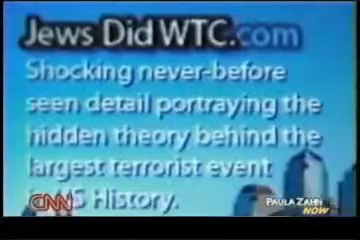 Jews Did WTC.com
Shocking never-before
seen detail portraying the
hidden theory behind the
largest terrorist event
History.
CNN
PAULA ZAHN
NOW